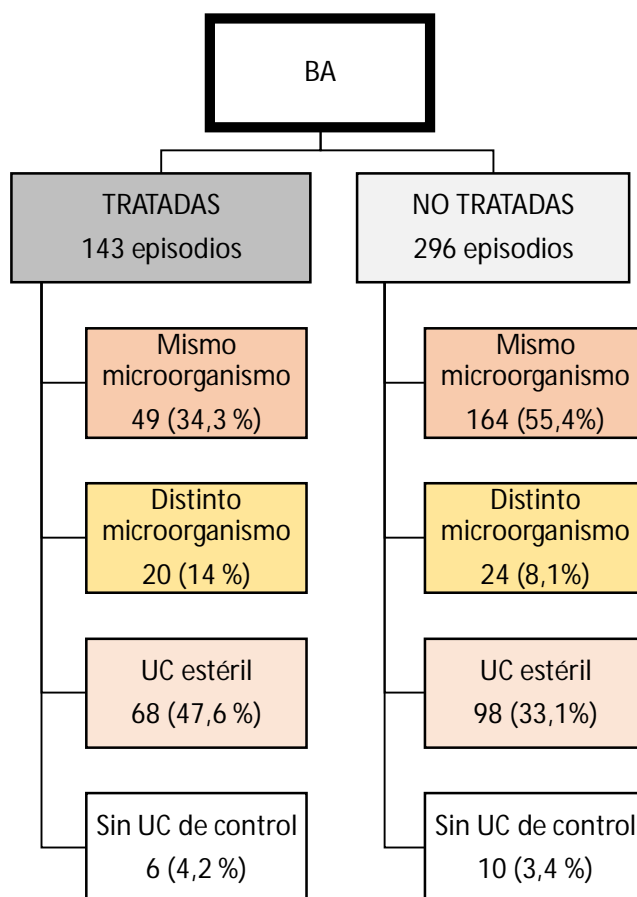 BA
TRATADAS
143 episodios
NO TRATADAS
296 episodios
Mismo
microorganismo
49 (34,3 %)
Distinto
microorganismo
20 (14 %)
UC estéril
68 (47,6 %)
Sin UC de control
6 (4,2 %)
Mismo
microorganismo
164 (55,4%)
Distinto
microorganismo
24 (8,1%)
UC estéril
98 (33,1%)
Sin UC de control
10 (3,4 %)